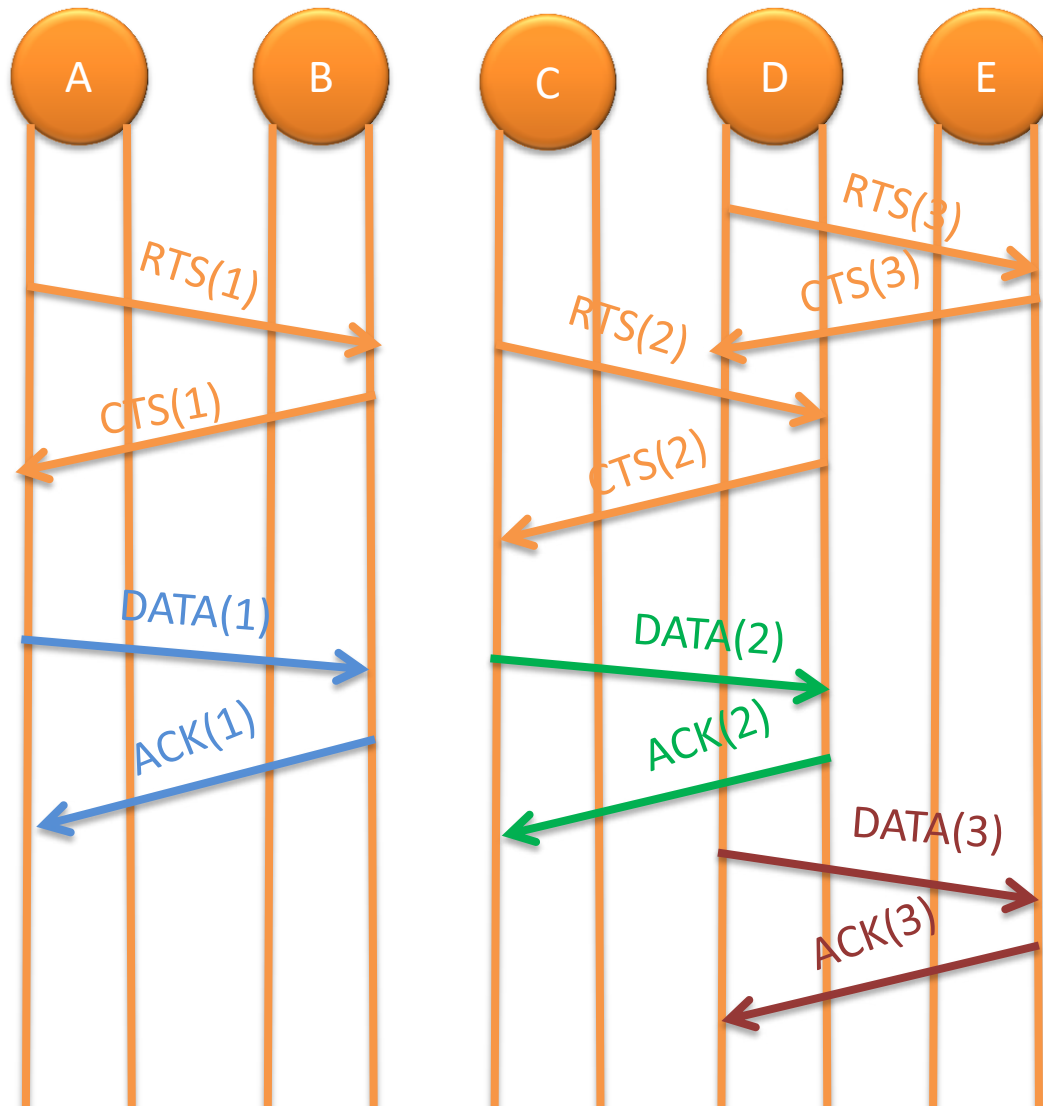 A
B
C
D
E
RTS(3)
RTS(1)
CTS(3)
RTS(2)
CTS(1)
CTS(2)
DATA(1)
DATA(2)
ACK(1)
ACK(2)
DATA(3)
ACK(3)